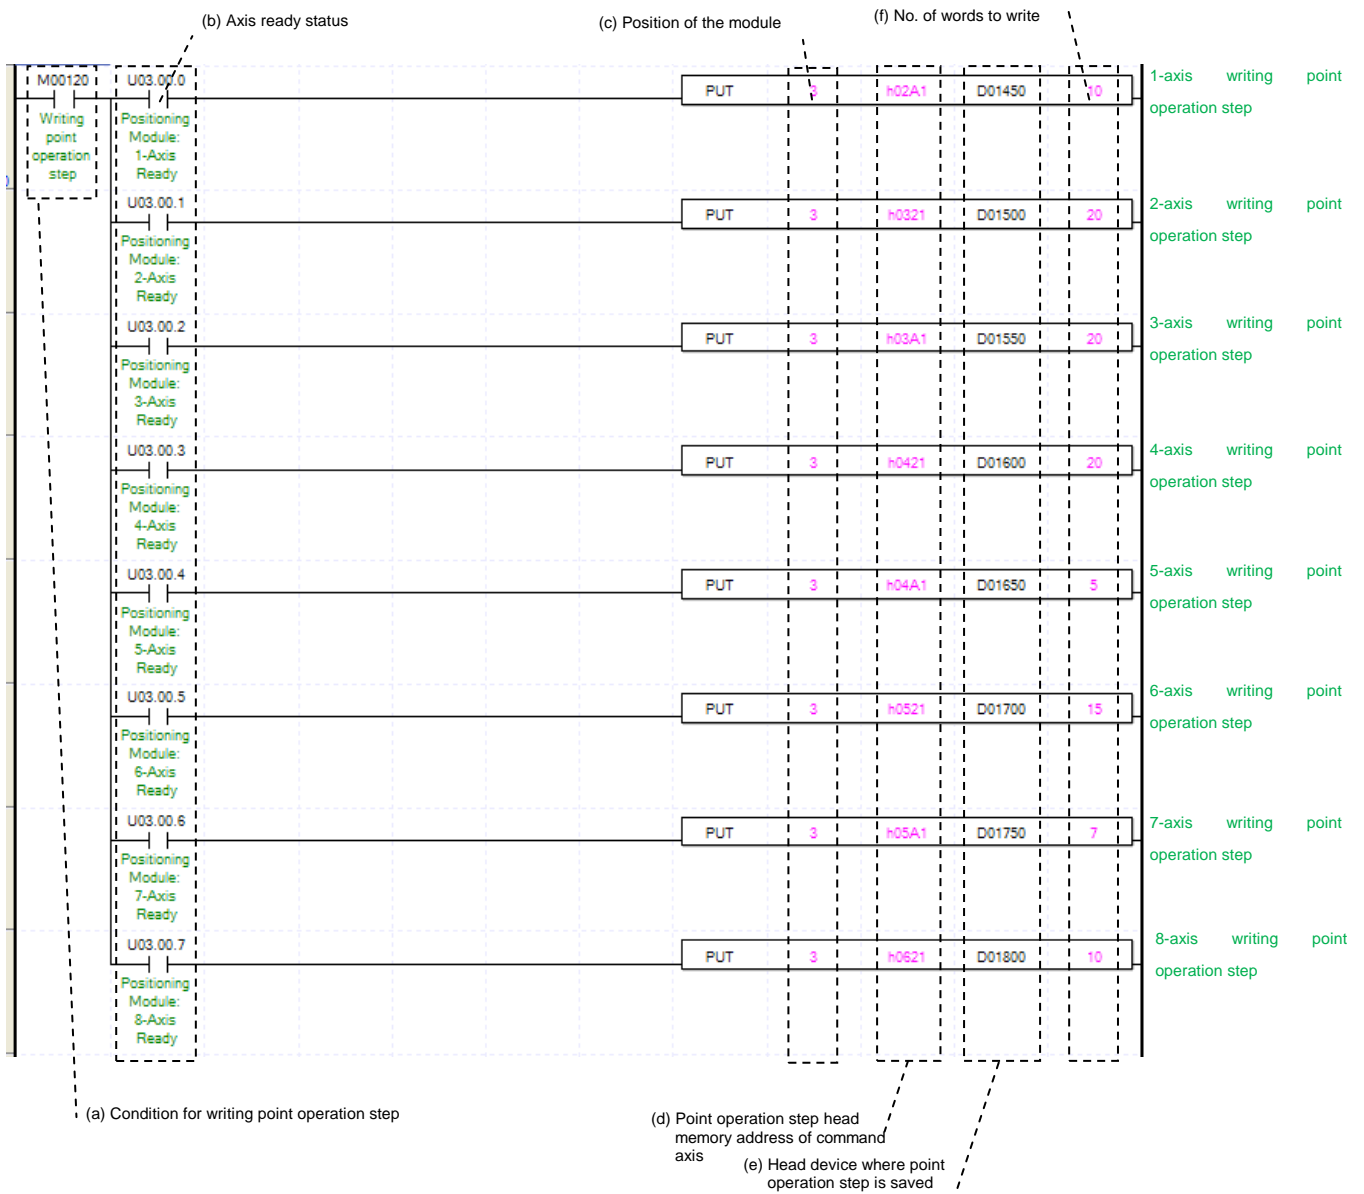 (b) Axis ready status
(c) Position of the module
(f) No. of words to write
M00120
Writing
point
operation
step
U03.00.0
Positioning
Module:
1-Axis
Ready
PUT 3 h02A1 D01450 10
1-axis writing point
operation step
U03.00.1
Positioning
Module:
2-Axis
Ready
PUT 3 h0321 D01500 20
2-axis writing point
operation step
U03.00.2
Positioning
Module:
3-Axis
Ready
PUT 3 h03A1 D01550 20
3-axis writing point
operation step
U03.00.3
Positioning
Module:
4-Axis
Ready
PUT 3 h0421 D01600 20
4-axis writing point
operation step
U03.00.4
Positioning
Module:
5-Axis
Ready
PUT 3 h04A1 D01650 5
5-axis writing point
operation step
U03.00.5
Positioning
Module:
6-Axis
Ready
PUT 3 h0521 D01700 15
6-axis writing point
operation step
U03.00.6
Positioning
Module:
7-Axis
Ready
PUT 3 h05A1 D01750 7
7-axis writing point
operation step
U03.00.7
Positioning
Module:
8-Axis
Ready
PUT 3 h0621 D01800 10
8-axis writing point
operation step
(a) Condition for writing point operation step
(d) Point operation step head
memory address of command
axis
(e) Head device where point
operation step is saved